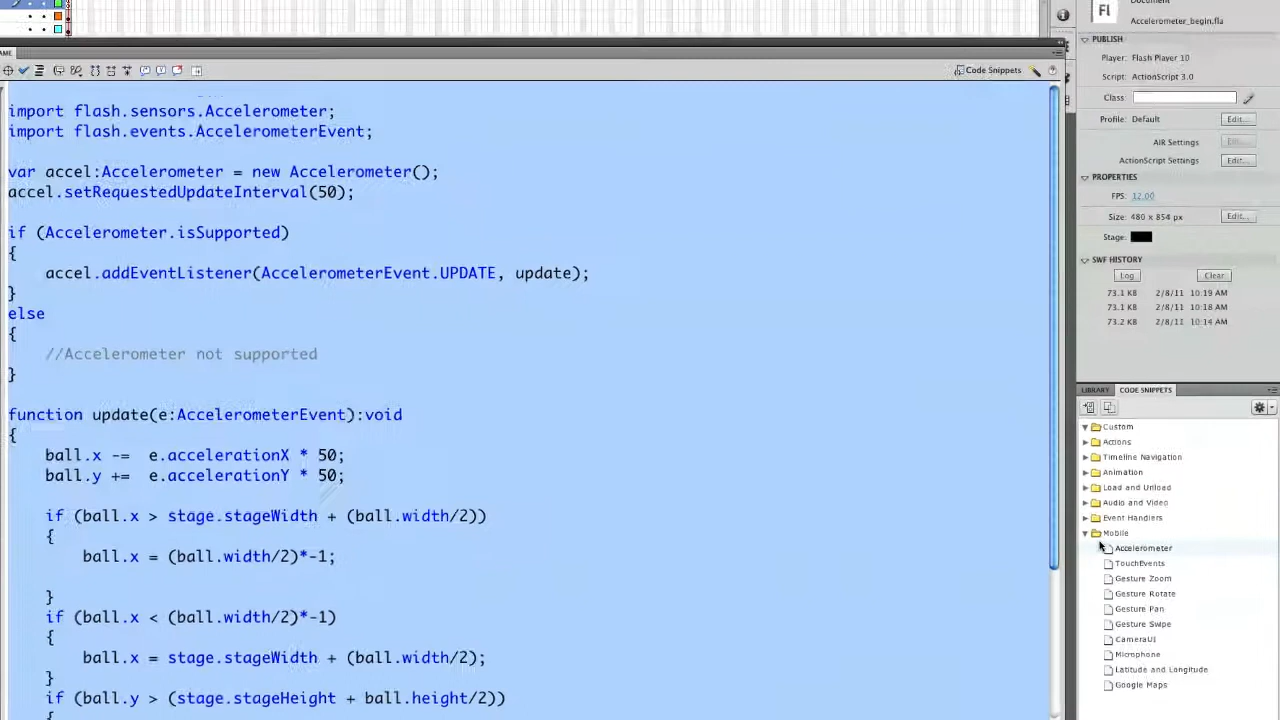 Document
Fl
Accelerometer_begin.fla
PUBLISH
Player: Flash Player 10
Script: ActionScript 3.0
Class:
Profile: Default Edit...
AIR Settings Edit...
ActionScript Settings Edit...
PROPERTIES
FPS: 12.00
Size: 480 x 854 px Edit...
Stage:
SWF HISTORY
Log Clear
73.1 KB 2/8/11 10:19 AM
73.1 KB 2/8/11 10:18 AM
73.2 KB 2/8/11 10:14 AM
Code Snippets
import flash.sensors.Accelerometer;
import flash.events.AccelerometerEvent;
var accel:Accelerometer = new Accelerometer();
accel.setRequestedUpdateInterval(50);
if (Accelerometer.isSupported)
{
accel.addEventListener(AccelerometerEvent.UPDATE, update);
}
else
{
//Accelerometer not supported
}
function update(e:AccelerometerEvent):void
{
ball.x -= e.accelerationX * 50;
ball.y += e.accelerationY * 50;
if (ball.x > stage.stageWidth + (ball.width/2))
{
ball.x = (ball.width/2)*-1;
}
if (ball.x < (ball.width/2)*-1)
{
ball.x = stage.stageWidth + (ball.width/2);
}
if (ball.y > (stage.stageHeight + ball.height/2))
{
LIBRARY CODE SNIPPETS
Custom
Actions
Timeline Navigation
Animation
Load and Unload
Audio and Video
Event Handlers
Mobile
Accelerometer
TouchEvents
Gesture Zoom
Gesture Rotate
Gesture Pan
Gesture Swipe
CameraUI
Microphone
Latitude and Longitude
Google Maps